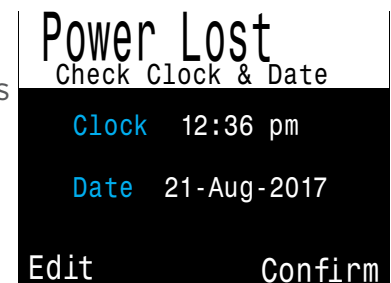 Power Lost
Check Clock & Date
s
Clock 12:36 pm
Date 21-Aug-2017
Edit Confirm